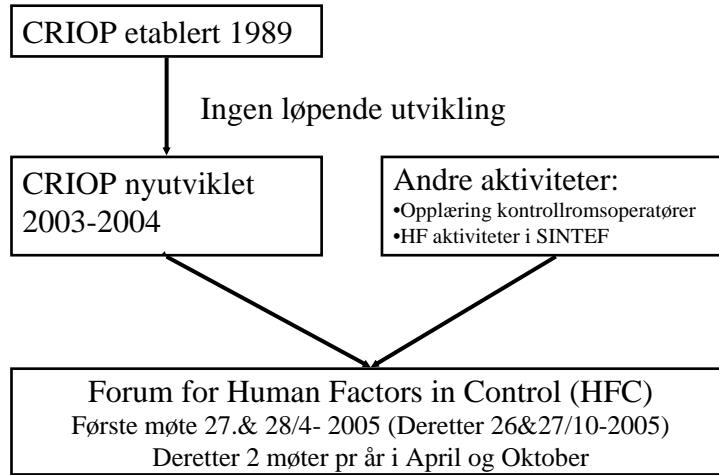 CRIOP etablert 1989
Ingen løpende utvikling
CRIOP nyutviklet
2003-2004
Andre aktiviteter:
•Opplæring kontrollromsoperatører
•HF aktiviteter i SINTEF
Forum for Human Factors in Control (HFC)
Første møte 27.& 28/4- 2005 (Deretter 26&27/10-2005)
Deretter 2 møter pr år i April og Oktober